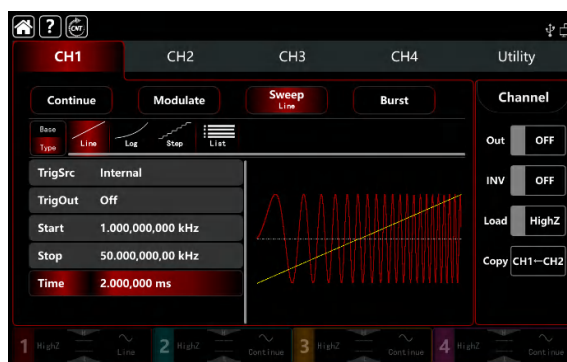 ? CNT
CH1 CH2 CH3 CH4 Utility
Continue Modulate Sweep Burst Channel
Line
Base
Type Line Log Step List
Out OFF
TrigSrc Internal
INV OFF
TrigOut Off
Load HighZ
Start 1.000,000,000 kHz
Stop 50.000,000,00 kHz
Copy CH1←CH2
Time 2.000,000 ms
1 HighZ Line 2 HighZ Continue 3 HighZ Continue 4 HighZ Continue